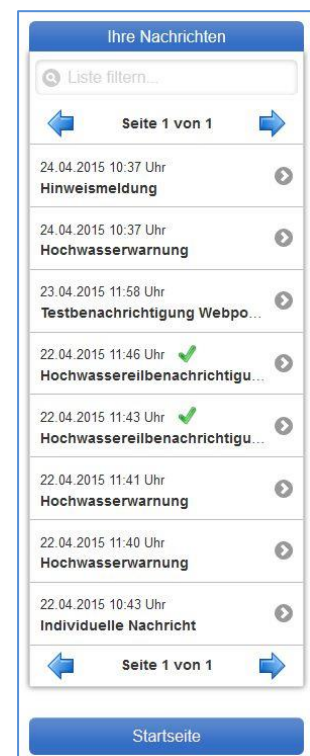 Ihre Nachrichten
Liste filtern...
Seite 1 von 1
24.04.2015 10:37 Uhr
Hinweismeldung
24.04.2015 10:37 Uhr
Hochwasserwarnung
23.04.2015 11:58 Uhr
Testbenachrichtigung Webpo...
22.04.2015 11:46 Uhr
Hochwassereilbenachrichtigu...
22.04.2015 11:43 Uhr
Hochwassereilbenachrichtigu...
22.04.2015 11:41 Uhr
Hochwasserwarnung
22.04.2015 11:40 Uhr
Hochwasserwarnung
22.04.2015 10:43 Uhr
Individuelle Nachricht
Seite 1 von 1
Startseite